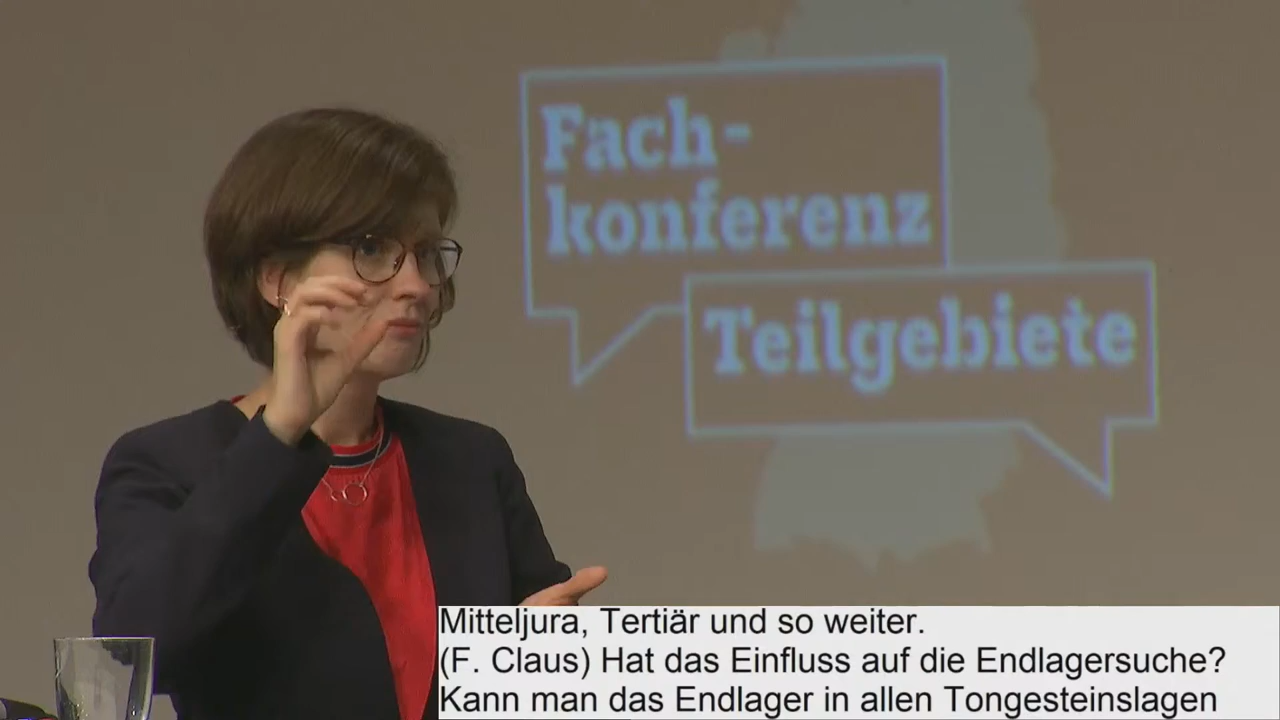 Fach-
konferenz
Teilgebiete
Mitteljura, Tertiär und so weiter.
(F. Claus) Hat das Einfluss auf die Endlagersuche?
Kann man das Endlager in allen Tongesteinslagen